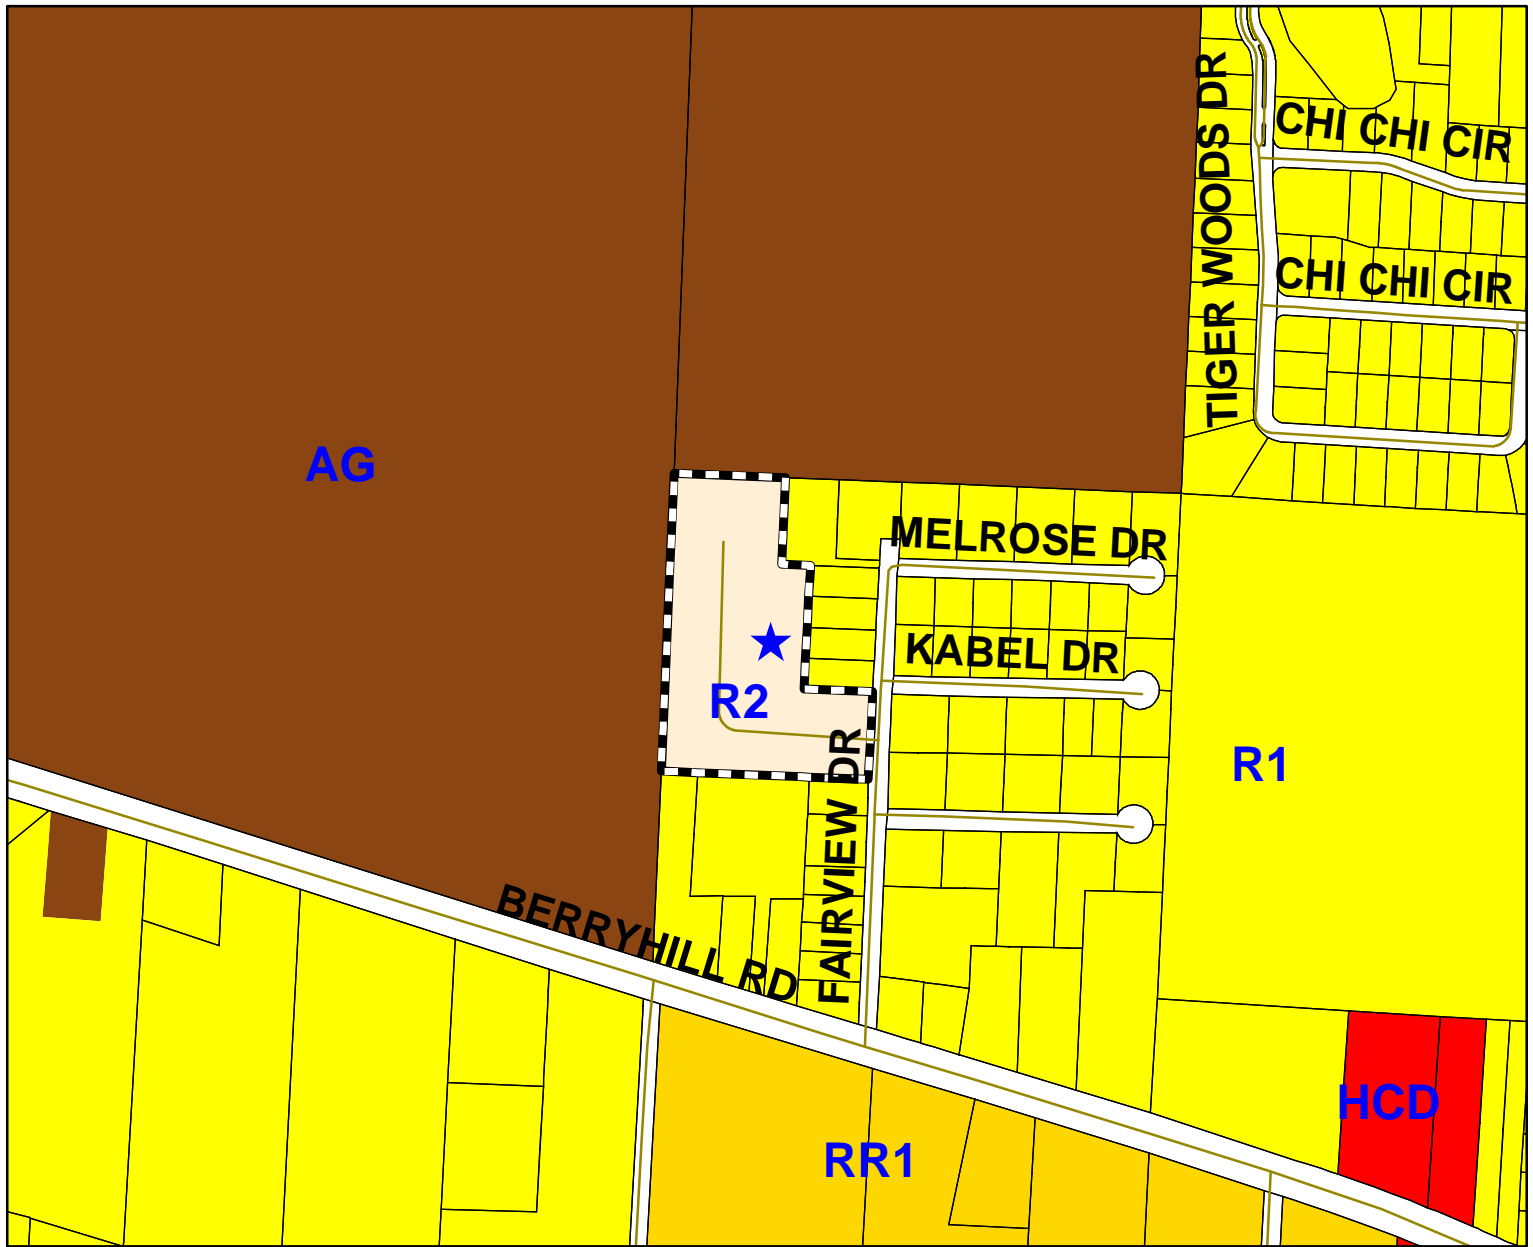 TIGER WOODS DR
CHI CHI CIR
CHI CHI CIR
AG
MELROSE DR
KABEL DR
R2
FAIRVIEW DR
R1
BERRYHILL RD
HCD
RR1